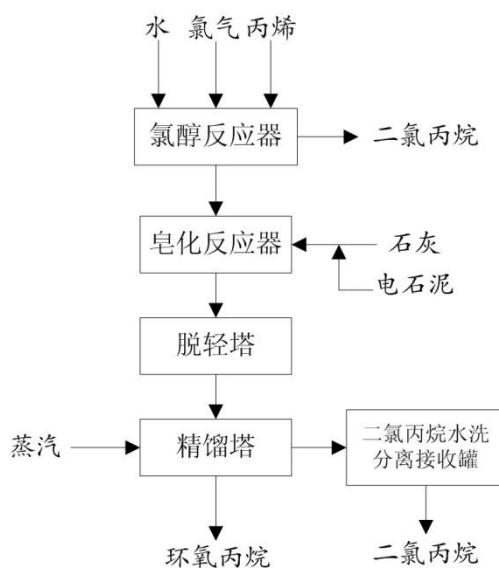 水 氯气 丙烯
氯醇反应器
二氯丙烷
皂化反应器
石灰
电石泥
脱轻塔
蒸汽
精馏塔
二氯丙烷水洗
分离接收罐
环氧丙烷
二氯丙烷